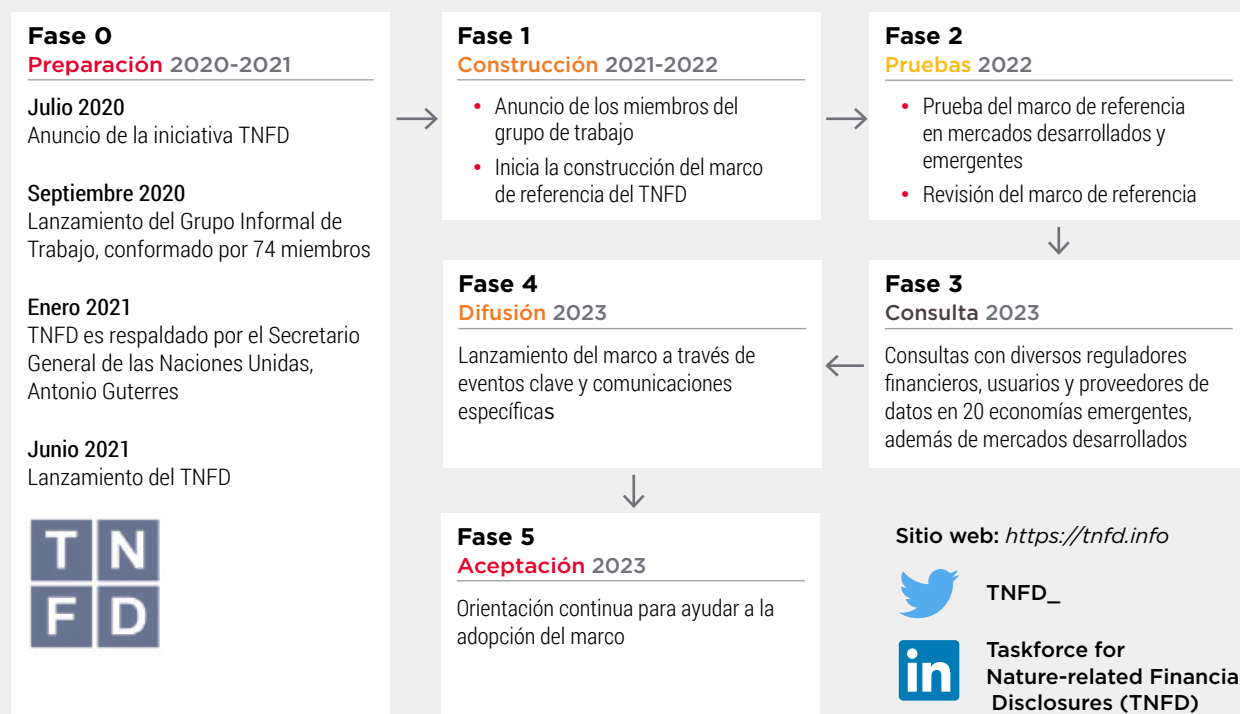 Fase 0
Preparación 2020-2021
Julio 2020
Anuncio de la iniciativa TNFD
Septiembre 2020
Lanzamiento del Grupo Informal de
Trabajo, conformado por 74 miembros
Enero 2021
TNFD es respaldado por el Secretario
General de las Naciones Unidas,
Antonio Guterres
Junio 2021
Lanzamiento del TNFD
T N
F D
Fase 1
Construcción 2021-2022
• Anuncio de los miembros del
grupo de trabajo
• Inicia la construcción del marco
de referencia del TNFD
Fase 2
Pruebas 2022
• Prueba del marco de referencia
en mercados desarrollados y
emergentes
• Revisión del marco de referencia
Fase 3
Consulta 2023
Consultas con diversos reguladores
financieros, usuarios y proveedores de
datos en 20 economías emergentes,
además de mercados desarrollados
Fase 4
Difusión 2023
Lanzamiento del marco a través de
eventos clave y comunicaciones
específicas
Fase 5
Aceptación 2023
Orientación continua para ayudar a la
adopción del marco
Sitio web: https://tnfd.info
TNFD_
in
Taskforce for
Nature-related Financia
Disclosures (TNFD)